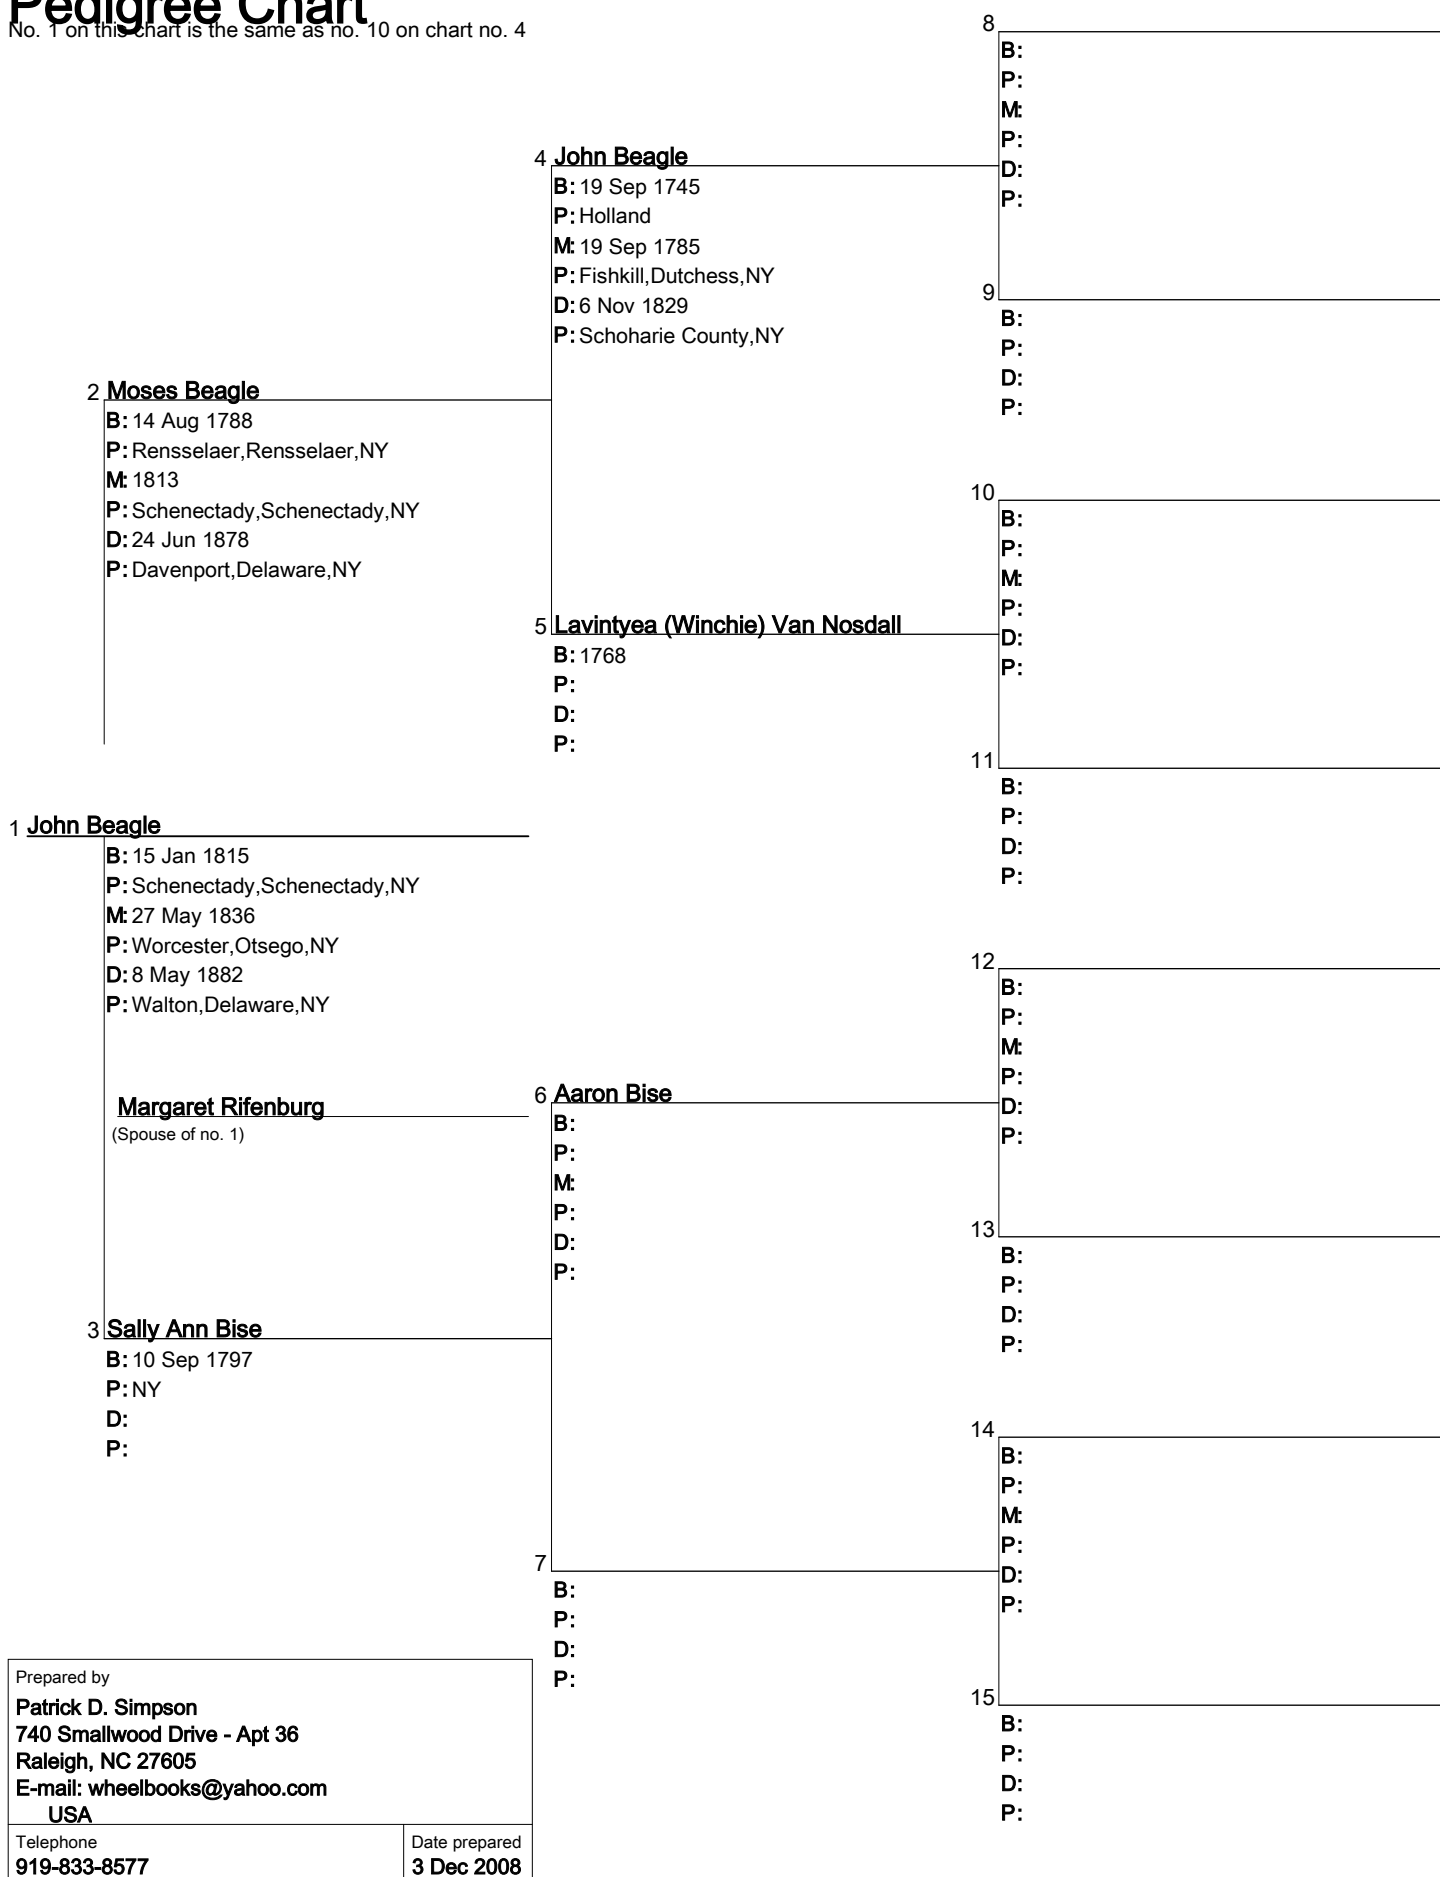 Pedigree Chart
No. 1 on this chart is the same as no. 10 on chart no. 4
8
B:
P:
M:
P:
D:
P:
4 John Beagle
B: 19 Sep 1745
P: Holland
M: 19 Sep 1785
P: Fishkill,Dutchess,NY
D: 6 Nov 1829
P: Schoharie County,NY
9
B:
P:
D:
P:
2 Moses Beagle
B: 14 Aug 1788
P: Rensselaer,Rensselaer,NY
M: 1813
P: Schenectady,Schenectady,NY
D: 24 Jun 1878
P: Davenport,Delaware,NY
10
B:
P:
M:
P:
D:
P:
5 Lavintyea (Winchie) Van Nosdall
B: 1768
P:
D:
P:
11
B:
P:
D:
P:
1 John Beagle
B: 15 Jan 1815
P: Schenectady,Schenectady,NY
M: 27 May 1836
P: Worcester,Otsego,NY
D: 8 May 1882
P: Walton,Delaware,NY
Margaret Rifenburg
(Spouse of no. 1)
12
B:
P:
M:
P:
D:
P:
6 Aaron Bise
B:
P:
M:
P:
D:
P:
13
B:
P:
D:
P:
3 Sally Ann Bise
B: 10 Sep 1797
P: NY
D:
P:
14
B:
P:
M:
P:
D:
P:
7
B:
P:
D:
P:
15
B:
P:
D:
P:
Prepared by
Patrick D. Simpson
740 Smallwood Drive - Apt 36
Raleigh, NC 27605
E-mail: wheelbooks@yahoo.com
USA
Telephone
919-833-8577
Date prepared
3 Dec 2008